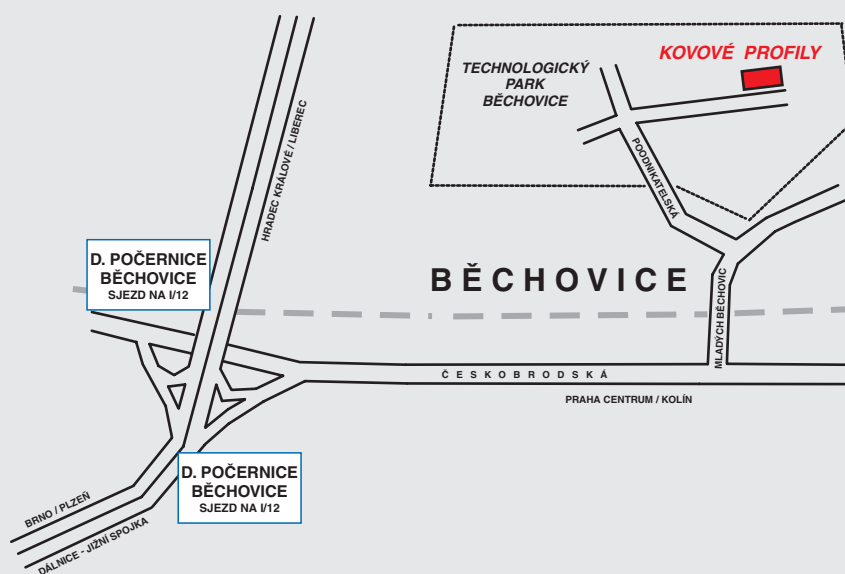 KOVOVÉ PROFILY
TECHNOLOGICKÝ
PARK
BĚCHOVICE
HRADEC KRÁLOVÉ / LIBEREC
POODNIKATELSKÁ
D. POČERNICE
BĚCHOVICE
SJEZD NA I/12
BĚCHOVICE
MLADÝCH BĚCHOVIC
ČESKOBRODSKÁ
PRAHA CENTRUM / KOLÍN
D. POČERNICE
BĚCHOVICE
SJEZD NA I/12
BRNO / PLZEŇ
DÁLNICE - JIŽNÍ SPOJKA